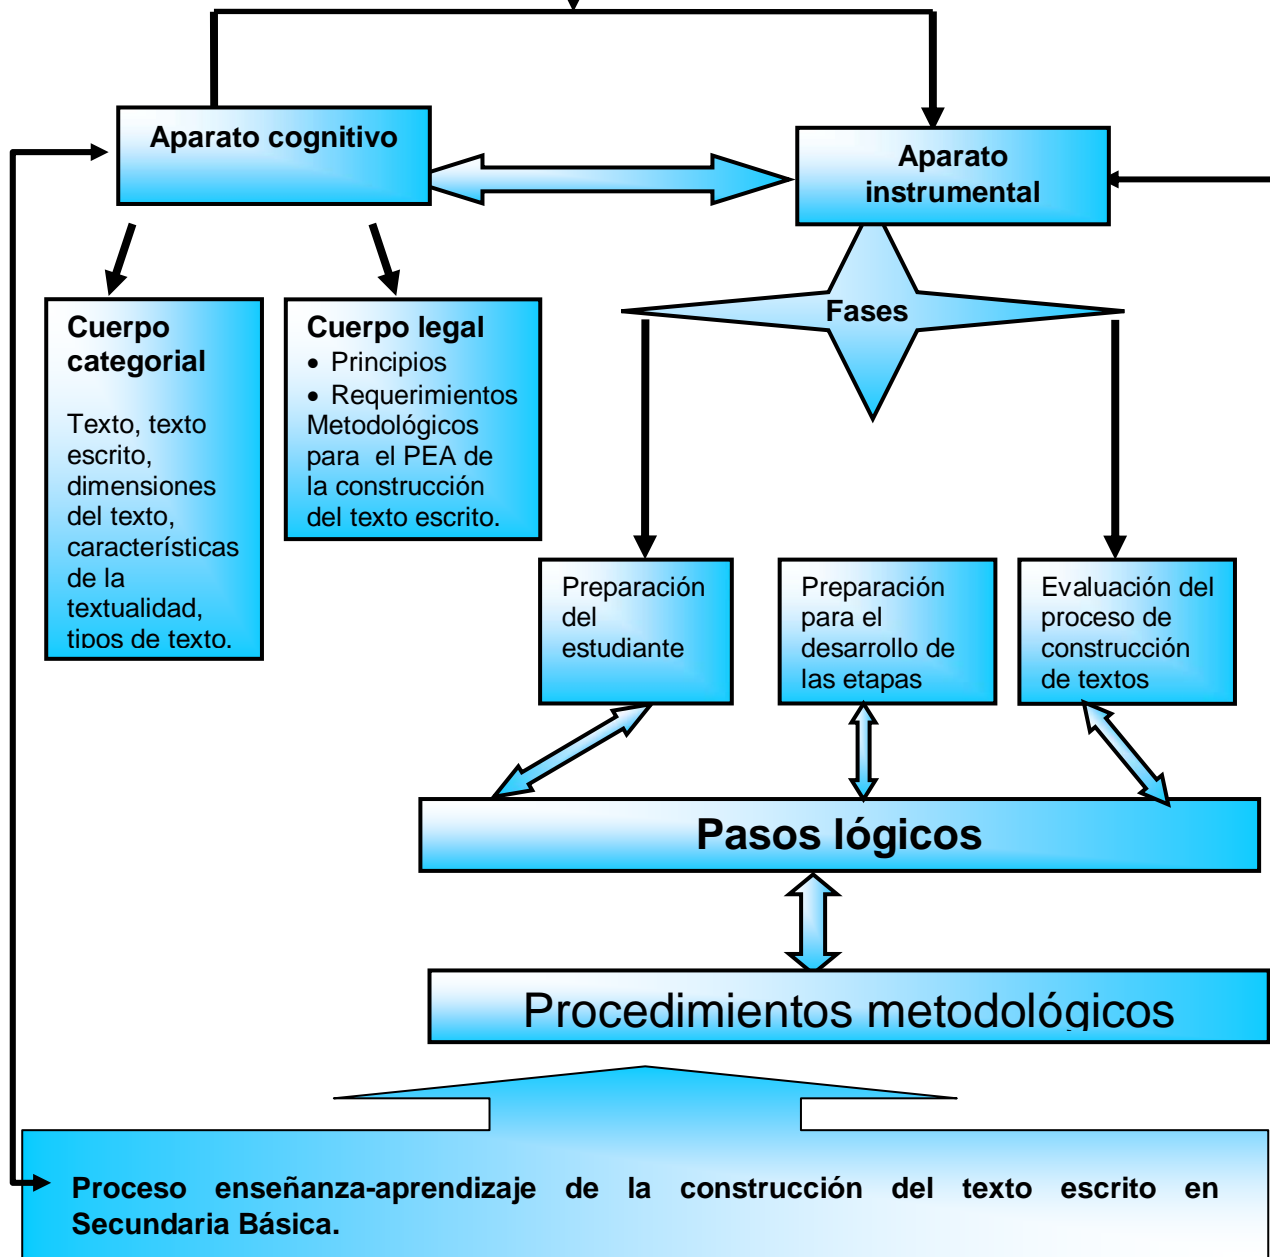 Aparato cognitivo
Aparato
instrumental
Cuerpo
categorial
Texto, texto
escrito,
dimensiones
del texto,
características
de la
textualidad,
tipos de texto.
Cuerpo legal
• Principios
• Requerimientos
Metodológicos
para el PEA de
la construcción
del texto escrito.
Fases
Preparación
del
estudiante
Preparación
para el
desarrollo de
las etapas
Evaluación del
proceso de
construcción
de textos
Pasos lógicos
Procedimientos metodológicos
Proceso enseñanza-aprendizaje de la construcción del texto escrito en
Secundaria Básica.